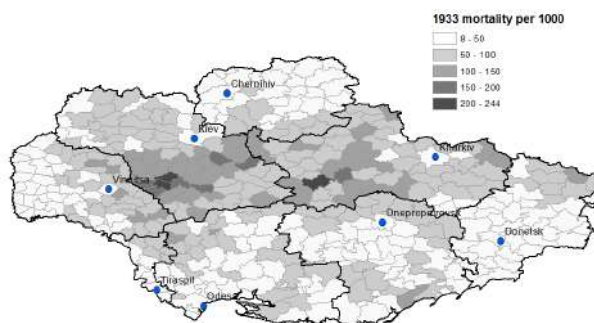 1933 mortality per 1000
8 - 50
50 - 100
100 - 150
150 - 200
200 - 244
Chernihiv
Kiev
Kharkiv
Vinnitsa
Dnepropetrovsk
Donetsk
Tiraspil
Odesa